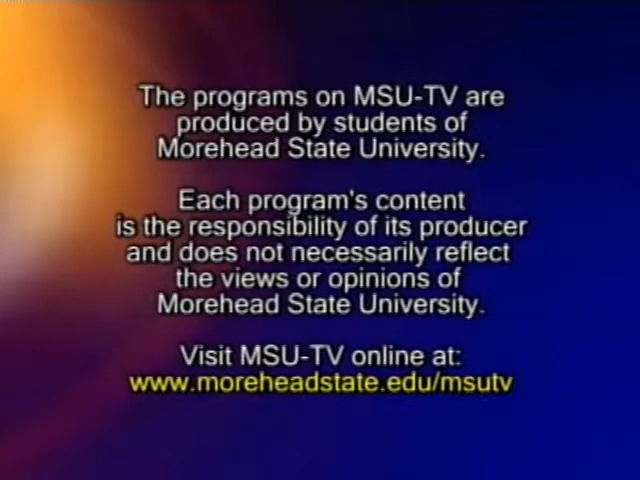 The programs on MSU-TV are
produced by students of
Morehead State University.
Each program's content
is the responsibility of its producer
and does not necessarily reflect
the views or opinions of
Morehead State University.
Visit MSU-TV online at:
www.moreheadstate.edu/msutv